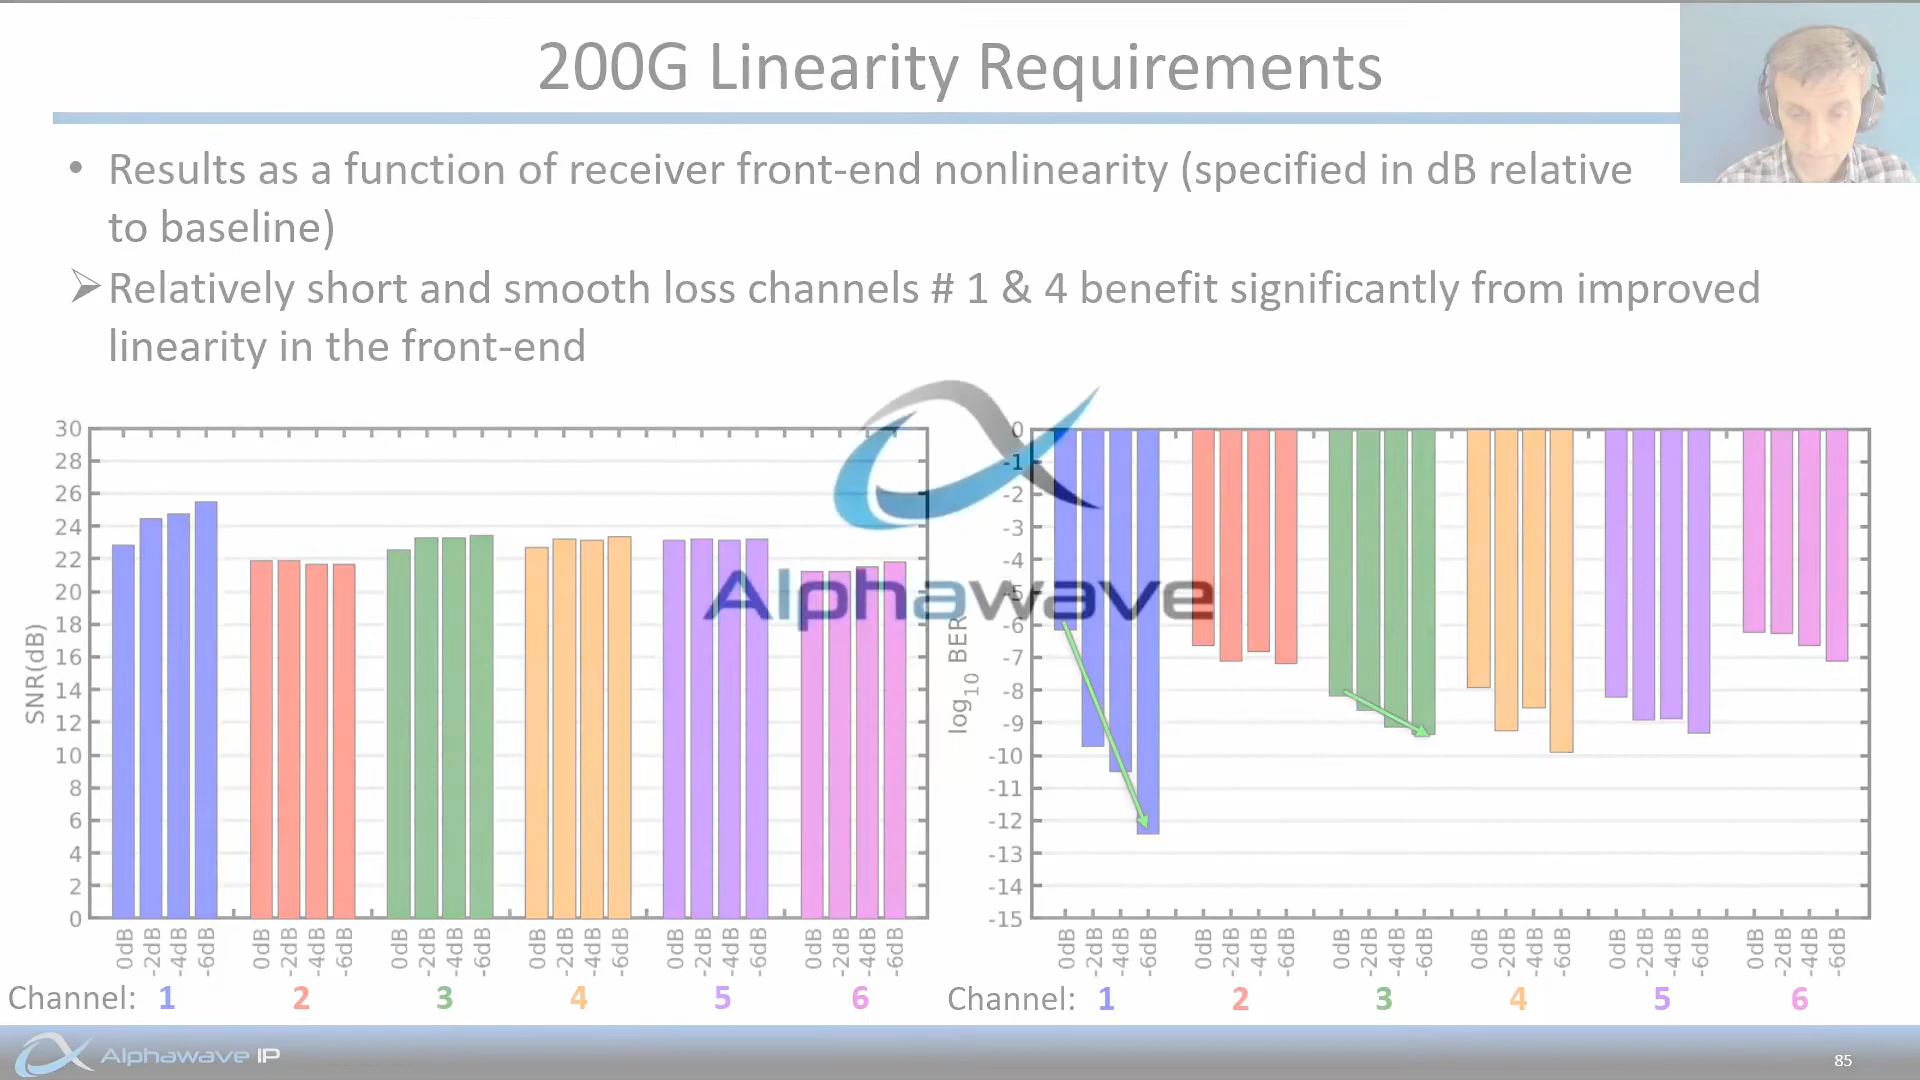 200G Linearity Requirements
• Results as a function of receiver front-end nonlinearity (specified in dB relative
to baseline)
➢ Relatively short and smooth loss channels # 1 & 4 benefit significantly from improved
linearity in the front-end
Alphawave
SNR(dB)
30
28
26
24
22
20
18
16
14
12
10
8
6
4
2
0
0dB -2dB -4dB -6dB 0dB -2dB -4dB -6dB 0dB -2dB -4dB -6dB 0dB -2dB -4dB -6dB 0dB -2dB -4dB -6dB 0dB -2dB -4dB -6dB
Channel: 1 2 3 4 5 6
log10 BER
0
-1
-2
-3
-4
-5
-6
-7
-8
-9
-10
-11
-12
-13
-14
-15
0dB -2dB -4dB -6dB 0dB -2dB -4dB -6dB 0dB -2dB -4dB -6dB 0dB -2dB -4dB -6dB 0dB -2dB -4dB -6dB 0dB -2dB -4dB -6dB
Channel: 1 2 3 4 5 6
Alphawave IP
85